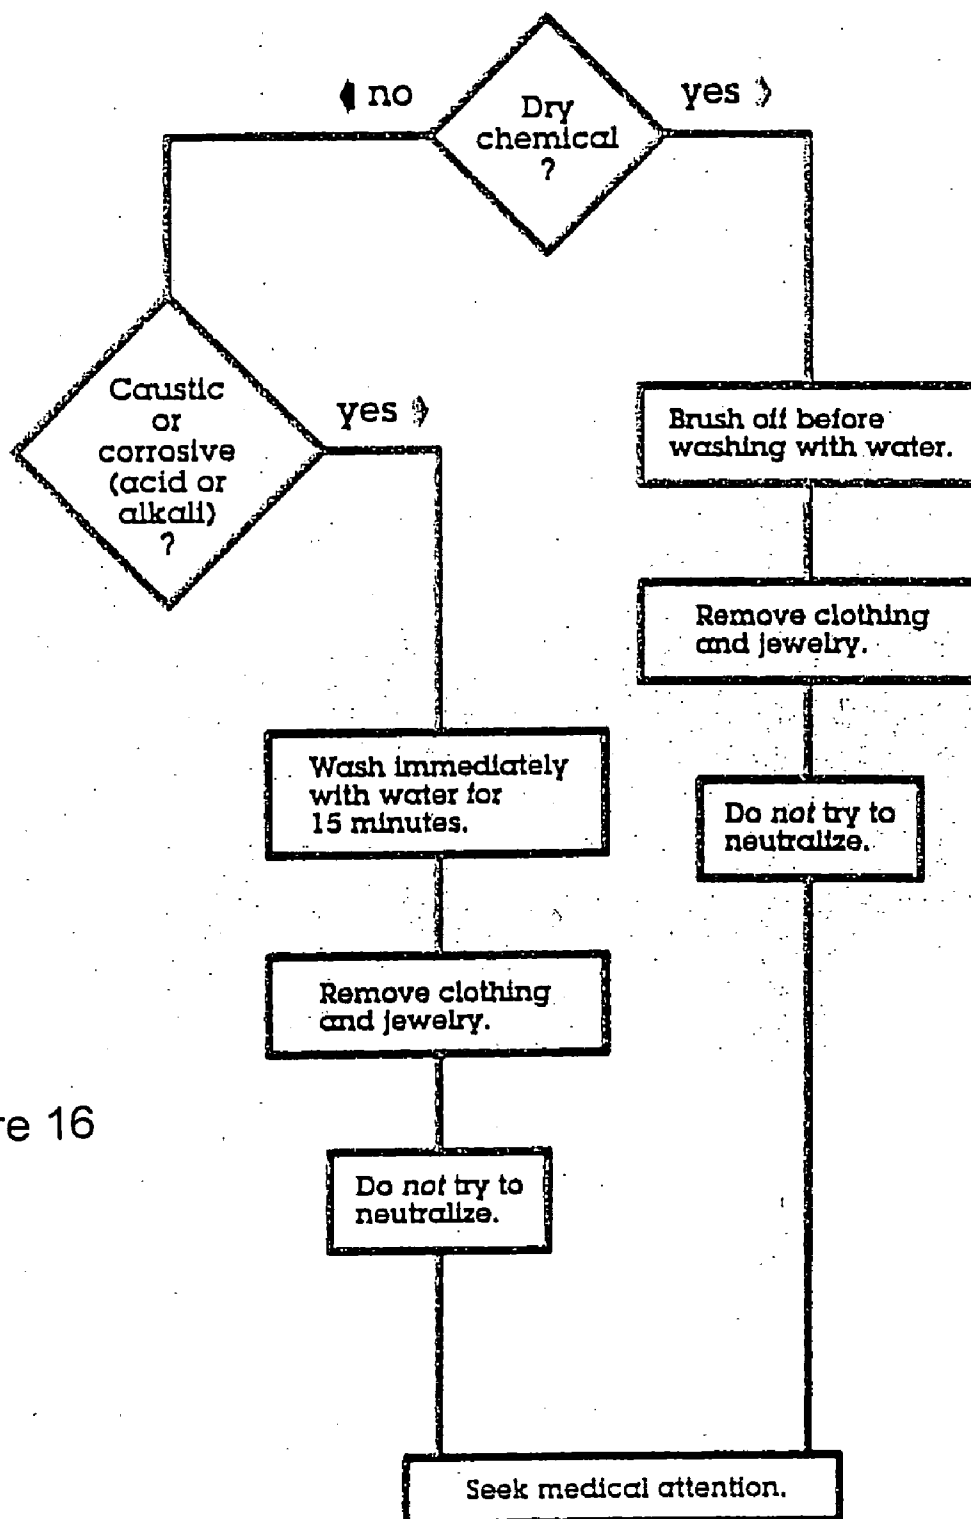 no
yes
Dry
chemical
?
Caustic
or
corrosive
(acid or
alkali)
?
yes
Brush off before
washing with water.
Remove clothing
and jewelry.
Wash immediately
with water for
15 minutes.
Do not try to
neutralize.
Remove clothing
and jewelry.
re 16
Do not try to
neutralize.
Seek medical attention.